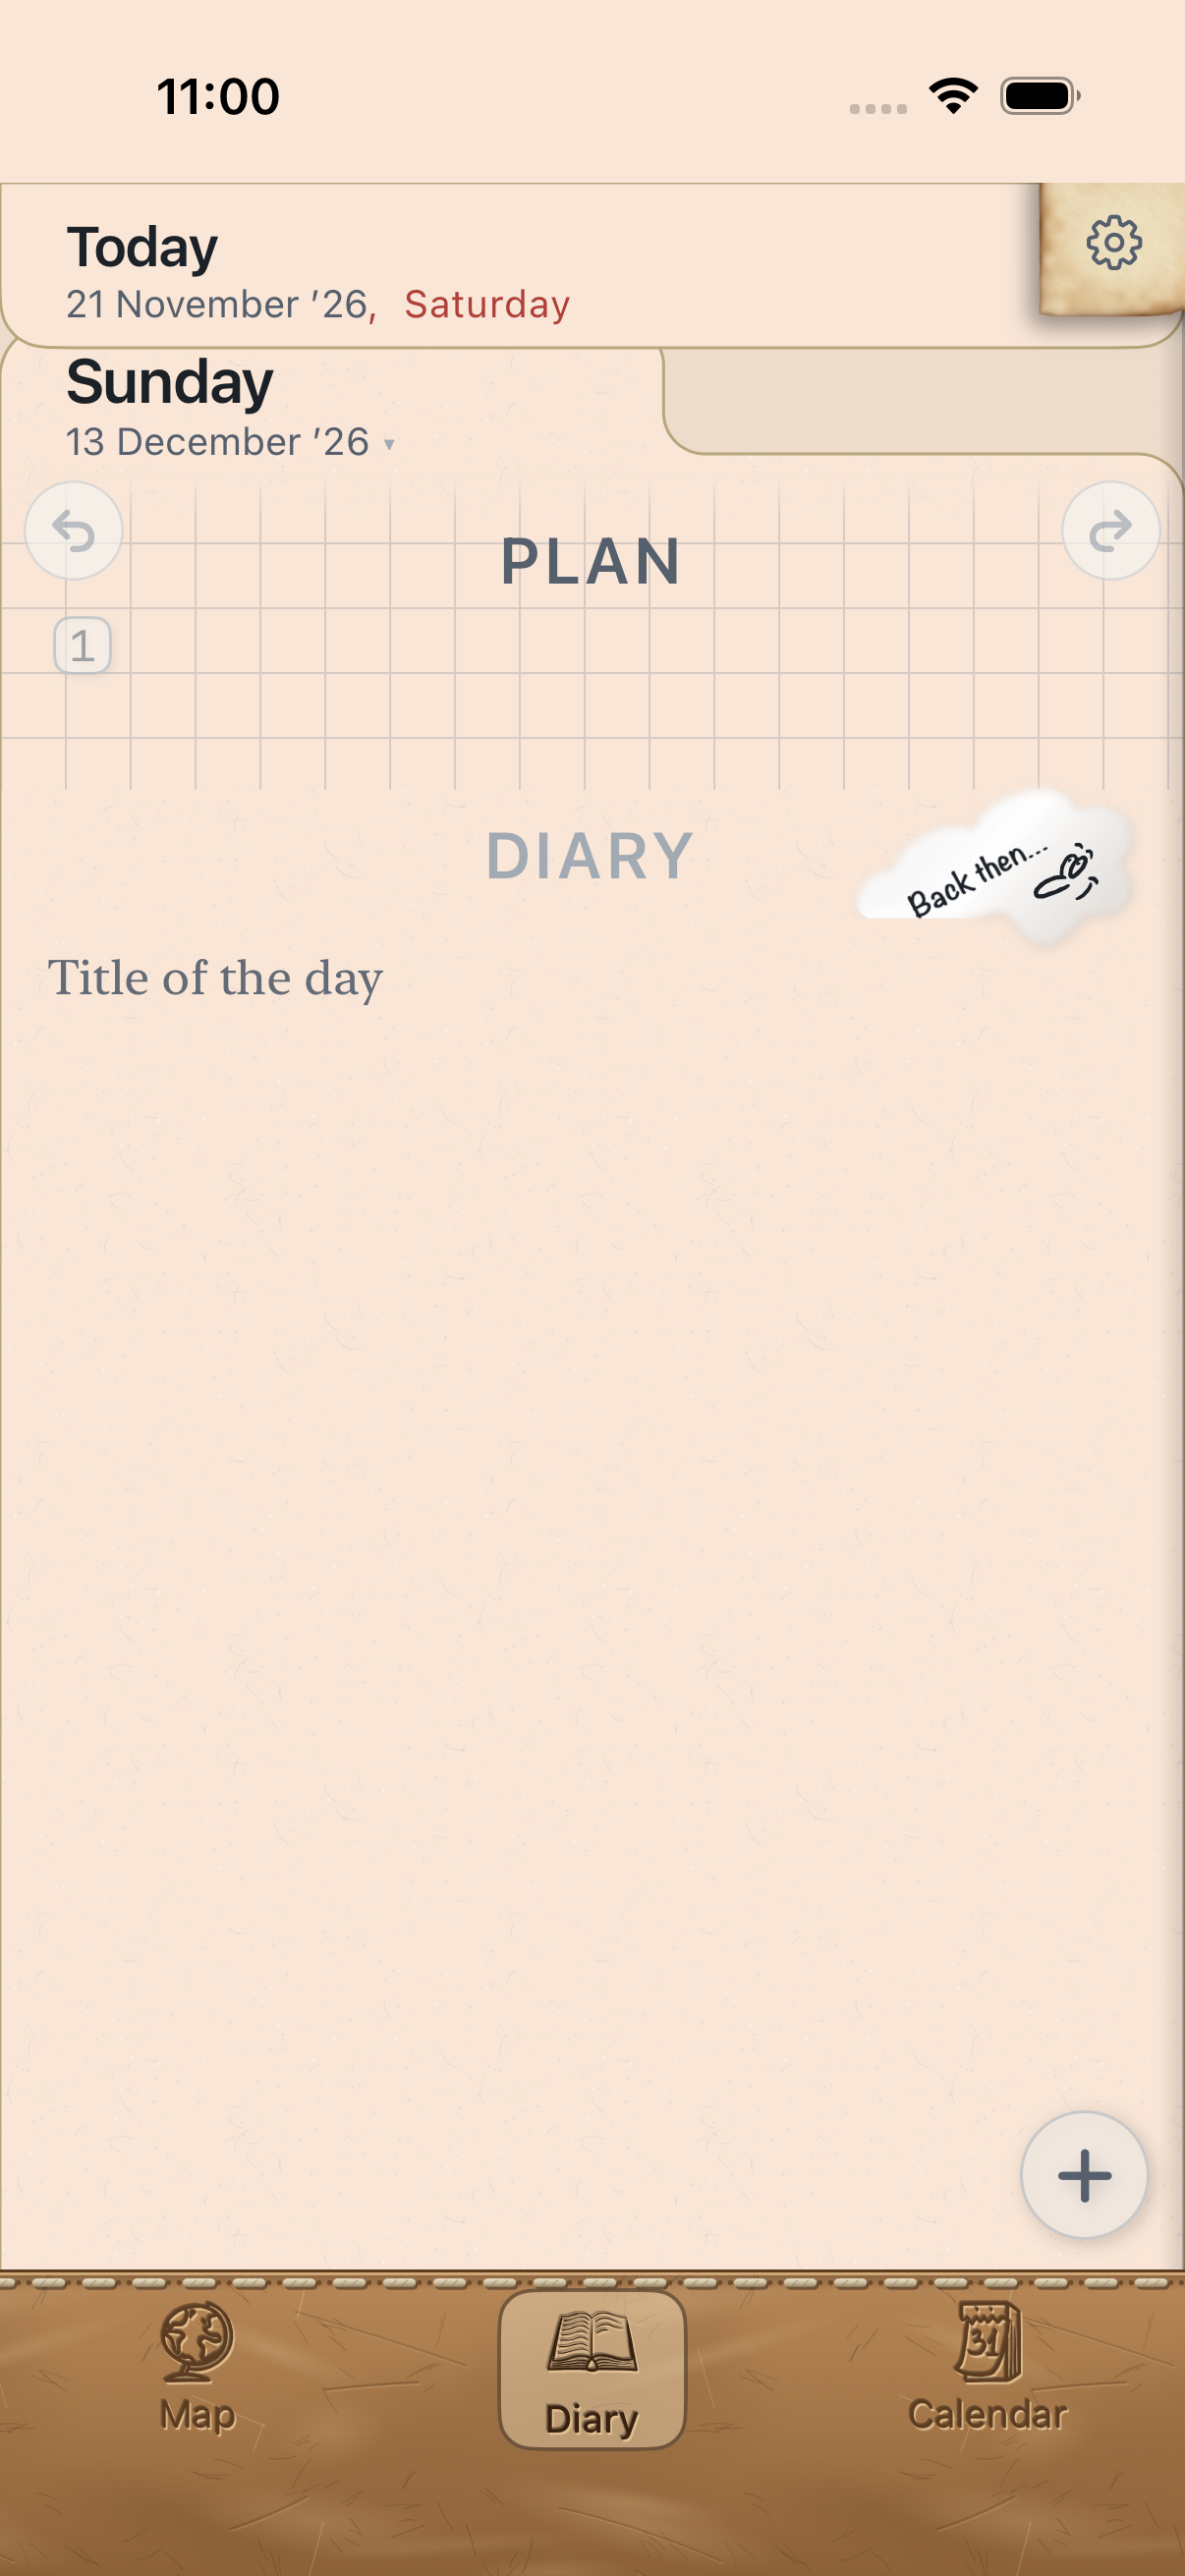 11:00
Today
21 November ’26, Saturday
Sunday
13 December ’26 ▾
PLAN
1
DIARY
Back then...
Title of the day
31
Map
Diary
Calendar